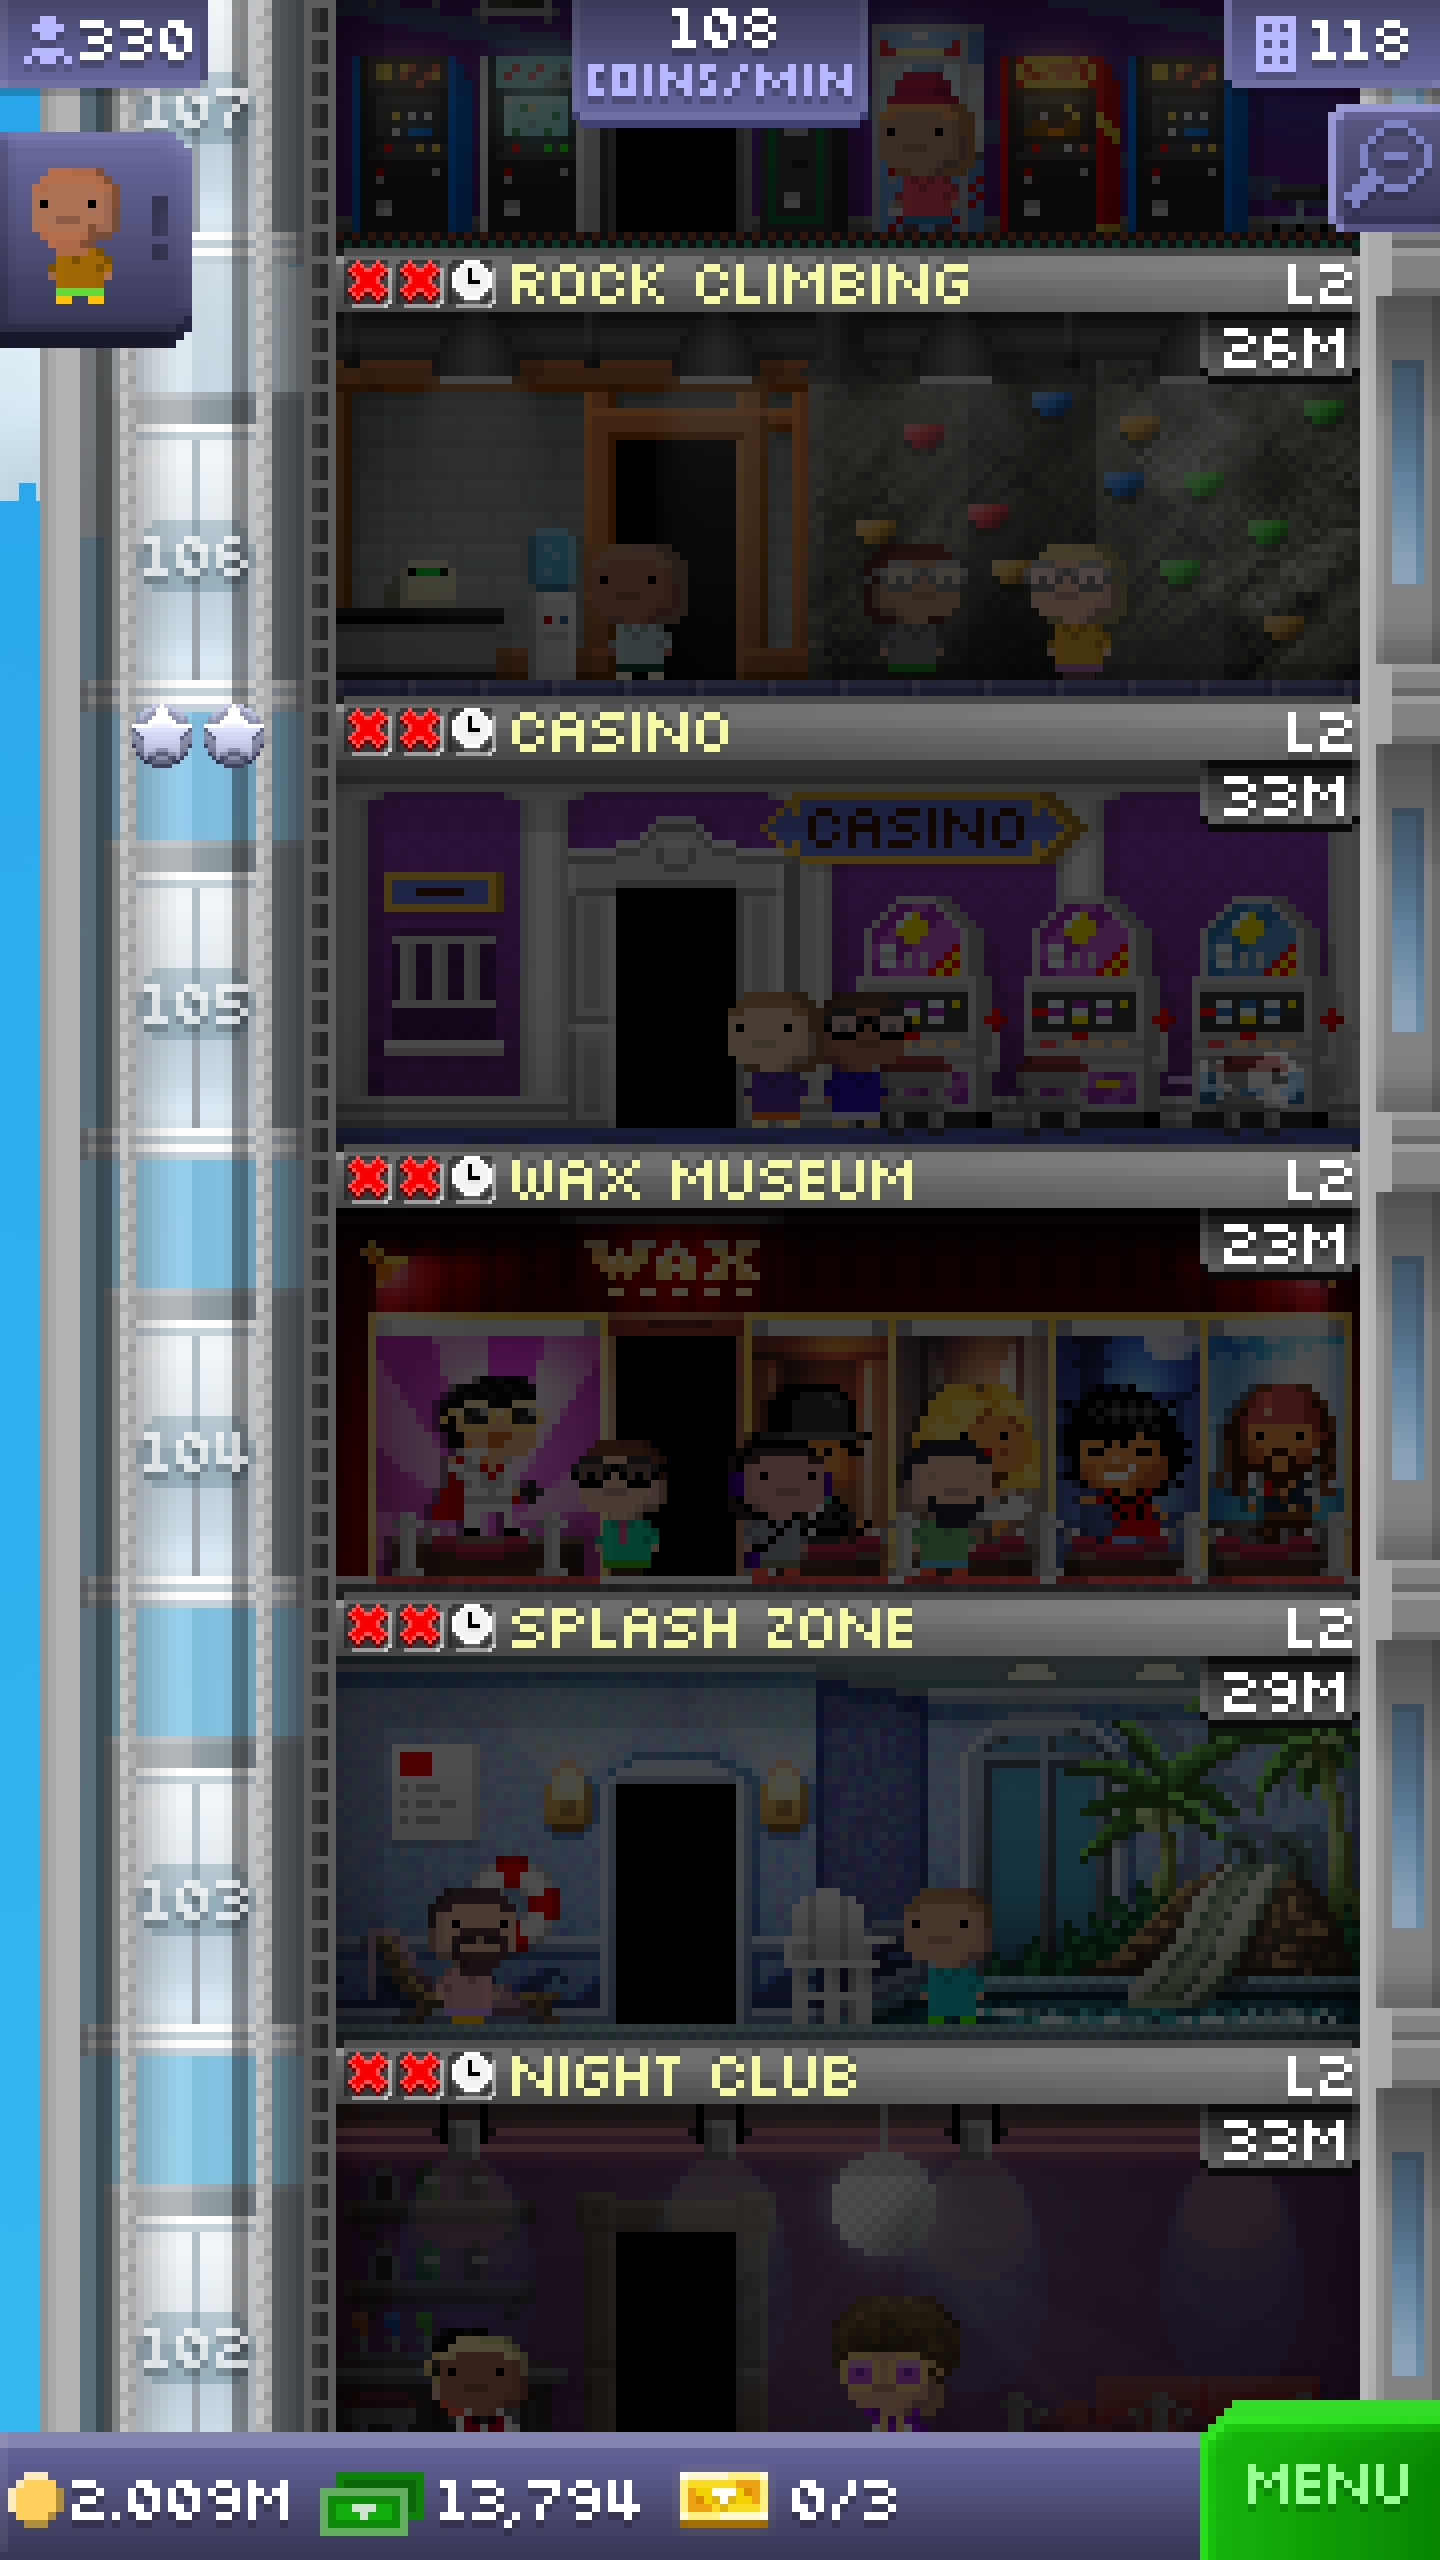 330
108
COINS/MIN
118
107
ROCK CLIMBING L2
26M
106
CASINO L2
33M
CASINO
105
WAX MUSEUM L2
23M
WAX
104
SPLASH ZONE L2
29M
103
NIGHT CLUB L2
33M
102
2.009M 13,794 0/3 MENU